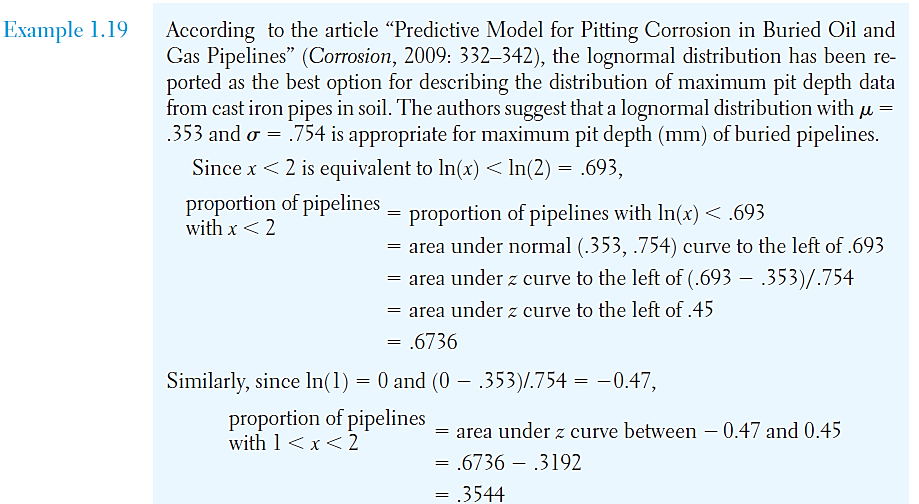 Example 1.19
According to the article “Predictive Model for Pitting Corrosion in Buried Oil and
Gas Pipelines” (Corrosion, 2009: 332–342), the lognormal distribution has been re-
ported as the best option for describing the distribution of maximum pit depth data
from cast iron pipes in soil. The authors suggest that a lognormal distribution with μ =
.353 and σ = .754 is appropriate for maximum pit depth (mm) of buried pipelines.
Since x < 2 is equivalent to ln(x) < ln(2) = .693,
proportion of pipelines
with x < 2
= proportion of pipelines with ln(x) < .693
= area under normal (.353, .754) curve to the left of .693
= area under z curve to the left of (.693 − .353)/.754
= area under z curve to the left of .45
= .6736
Similarly, since ln(1) = 0 and (0 − .353)/.754 = −0.47,
proportion of pipelines
with 1 < x < 2
= area under z curve between − 0.47 and 0.45
= .6736 − .3192
= .3544